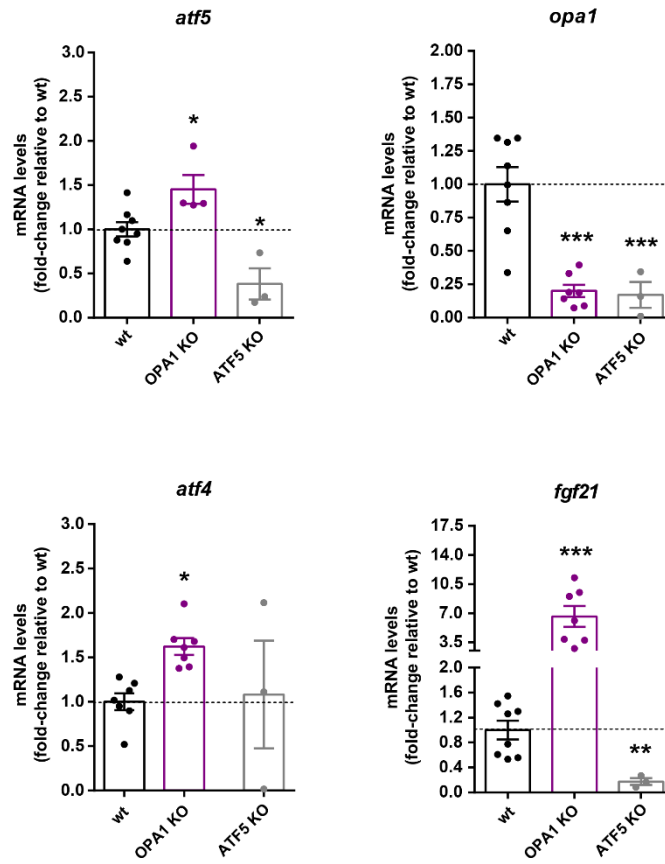 atf5
mRNA levels
(fold-change relative to wt)
3.0
2.5
2.0
1.5
1.0
0.5
0.0
*
*
wt
OPA1 KO
ATF5 KO
opa1
mRNA levels
(fold-change relative to wt)
2.00
1.75
1.50
1.25
1.00
0.75
0.50
0.25
0.00
***
***
wt
OPA1 KO
ATF5 KO
atf4
mRNA levels
(fold-change relative to wt)
3.0
2.5
2.0
1.5
1.0
0.5
0.0
*
wt
OPA1 KO
ATF5 KO
fgf21
mRNA levels
(fold-change relative to wt)
17.5
14.0
10.5
7.0
3.5
2.0
1.6
1.2
0.8
0.4
0.0
***
**
wt
OPA1 KO
ATF5 KO